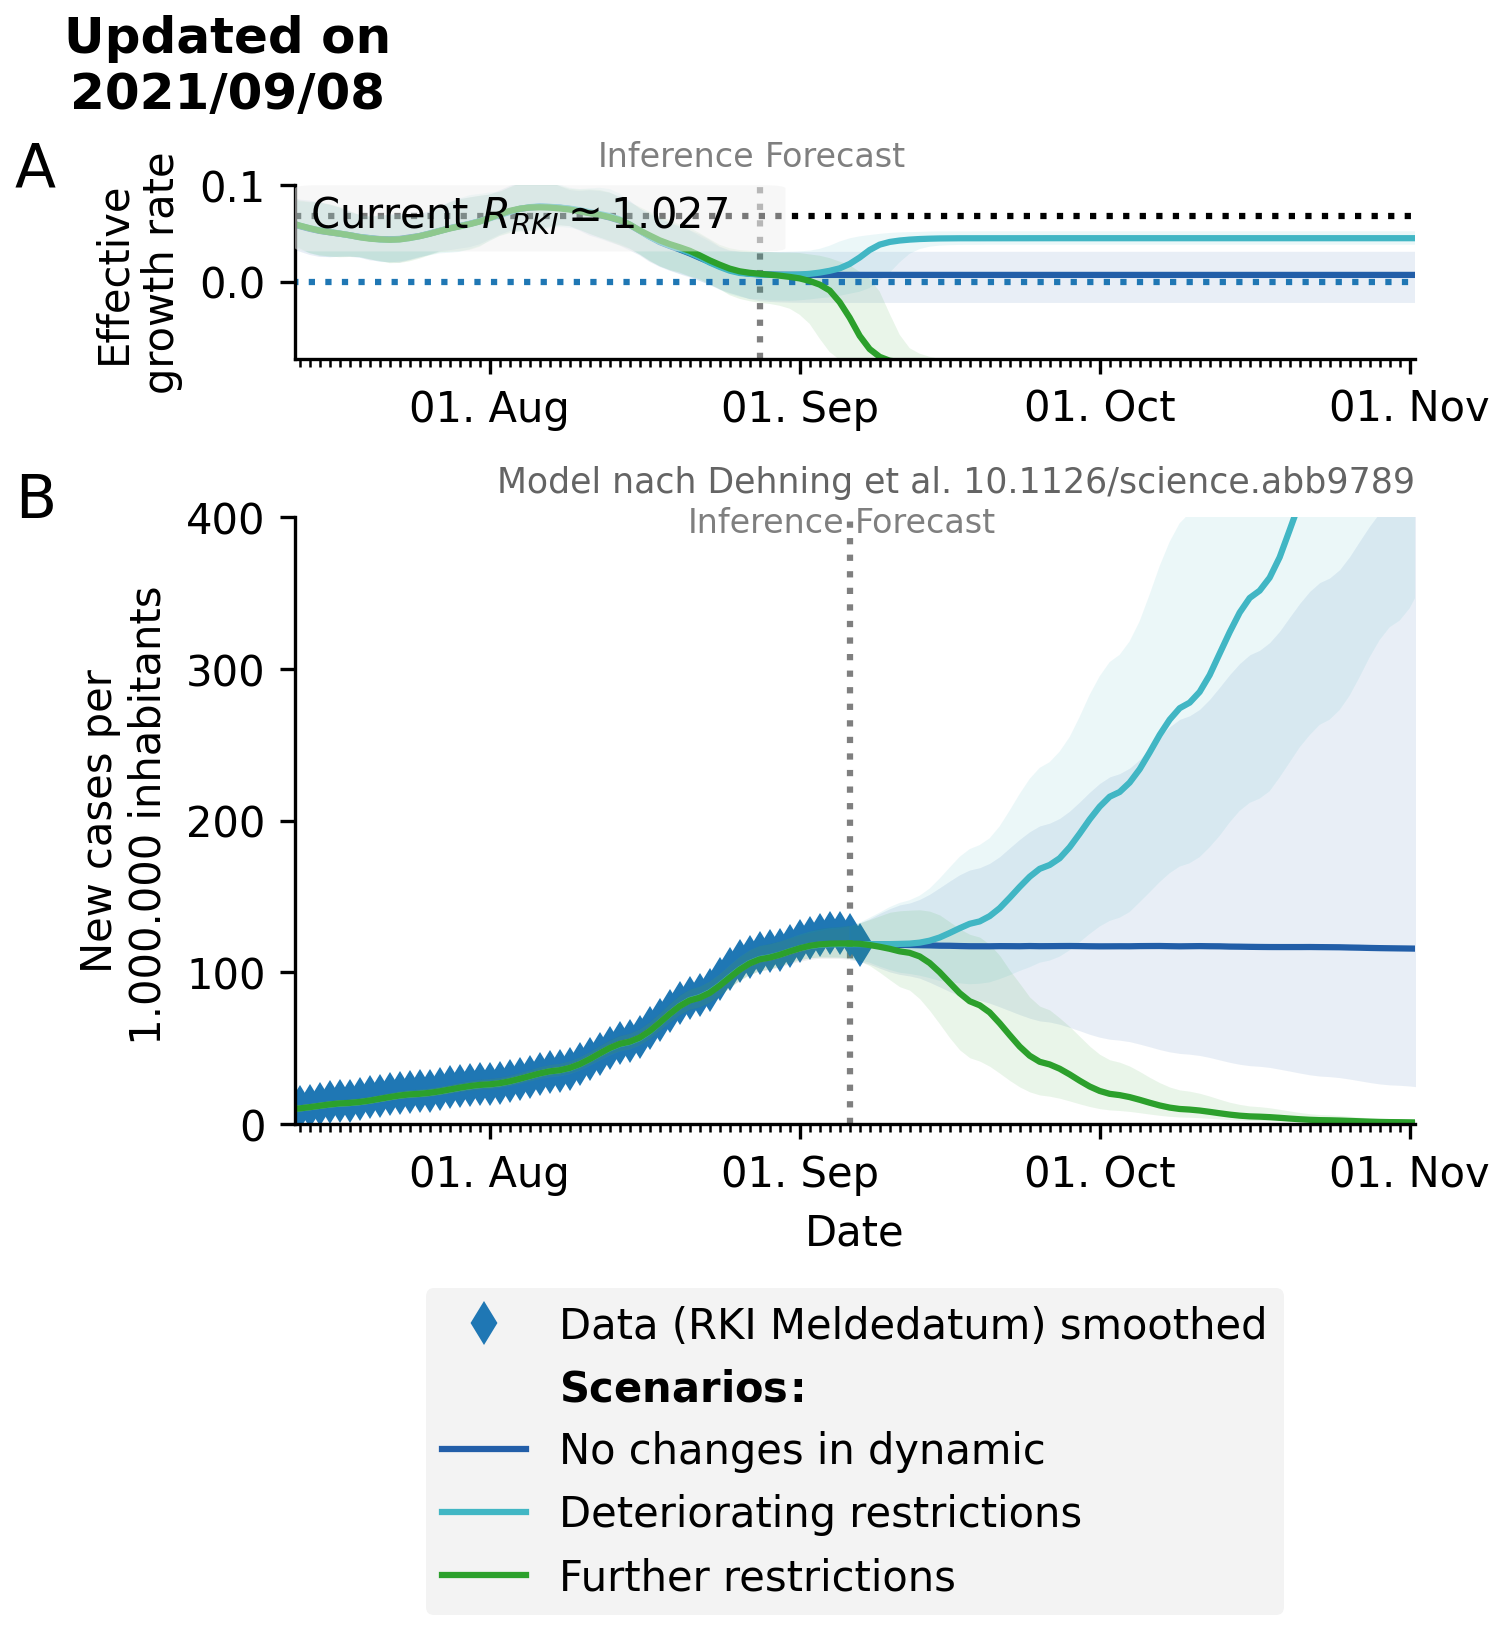 Updated on
2021/09/08
A
Inference Forecast
Effective
growth rate
0.1
0.0
Current R_RKI ≃ 1.027
01. Aug
01. Sep
01. Oct
01. Nov
B
Model nach Dehning et al. 10.1126/science.abb9789
Inference Forecast
New cases per
1.000.000 inhabitants
400
300
200
100
0
01. Aug
01. Sep
01. Oct
01. Nov
Date
Data (RKI Meldedatum) smoothed
Scenarios:
No changes in dynamic
Deteriorating restrictions
Further restrictions